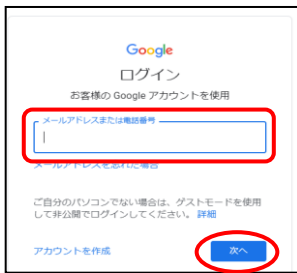 Google
ログイン
お客様の Google アカウントを使用
メールアドレスまたは電話番号
メールアドレスを忘れた場合
ご自分のパソコンでない場合は、ゲストモードを使用
して非公開でログインしてください。 詳細
アカウントを作成
次へ